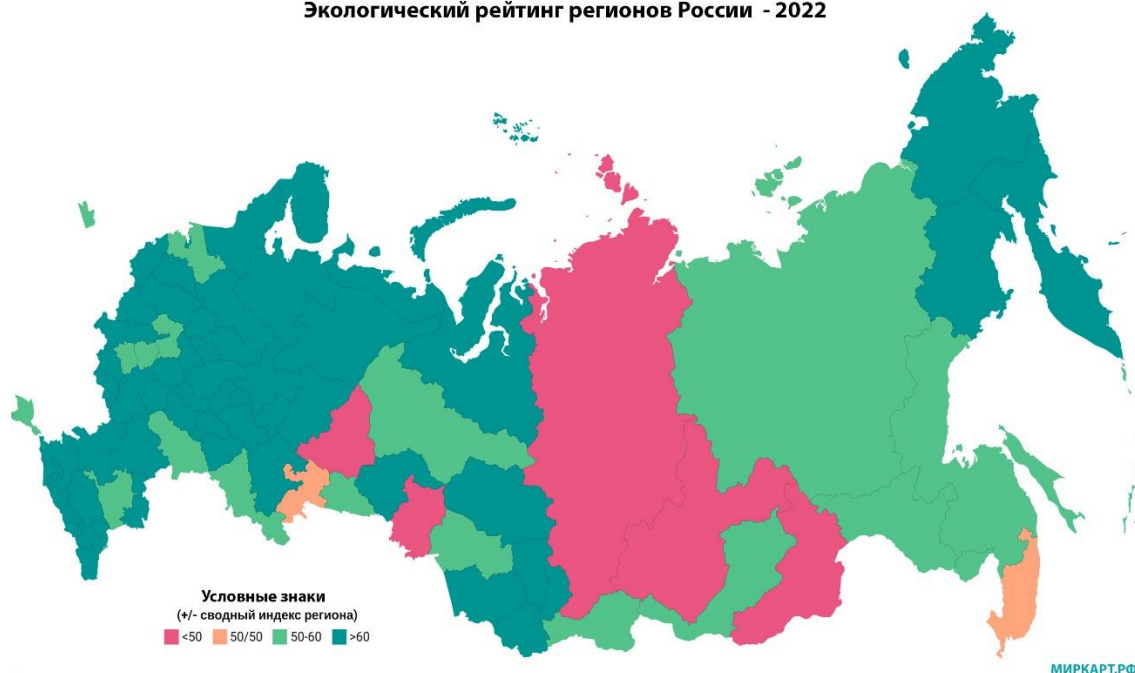 Экологический рейтинг регионов России - 2022
Условные знаки
(+/- сводный индекс региона)
<50 50/50 50-60 >60
МИРКАРТ.РФ